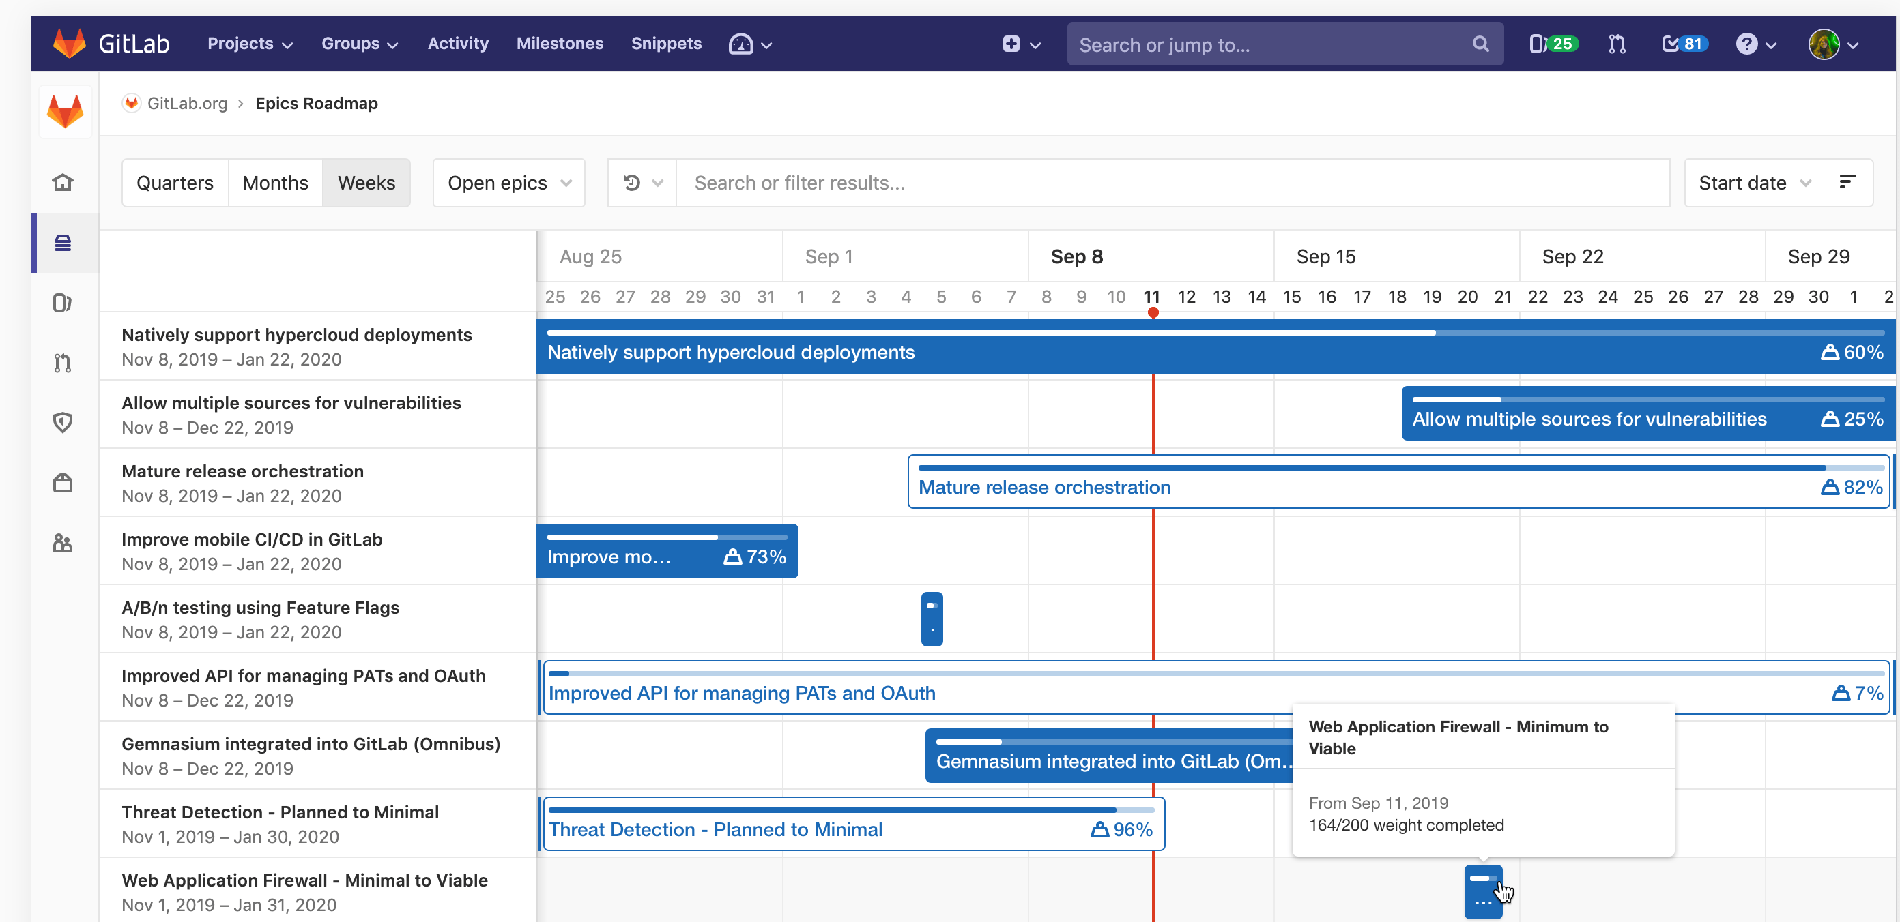 GitLab Projects Groups Activity Milestones Snippets Search or jump to... 25 81 ?
GitLab.org › Epics Roadmap
Quarters Months Weeks Open epics Search or filter results... Start date
Aug 25 Sep 1 Sep 8 Sep 15 Sep 22 Sep 29
25 26 27 28 29 30 31 1 2 3 4 5 6 7 8 9 10 11 12 13 14 15 16 17 18 19 20 21 22 23 24 25 26 27 28 29 30 1 2
Natively support hypercloud deployments
Nov 8, 2019 – Jan 22, 2020
Natively support hypercloud deployments 60%
Allow multiple sources for vulnerabilities
Nov 8 – Dec 22, 2019
Allow multiple sources for vulnerabilities 25%
Mature release orchestration
Nov 8, 2019 – Jan 22, 2020
Mature release orchestration 82%
Improve mobile CI/CD in GitLab
Nov 8, 2019 – Jan 22, 2020
Improve mo... 73%
A/B/n testing using Feature Flags
Nov 8, 2019 – Jan 22, 2020
.
Improved API for managing PATs and OAuth
Nov 8 – Dec 22, 2019
Improved API for managing PATs and OAuth 7%
Gemnasium integrated into GitLab (Omnibus)
Nov 8 – Dec 22, 2019
Gemnasium integrated into GitLab (Om..
Threat Detection - Planned to Minimal
Nov 1, 2019 – Jan 30, 2020
Threat Detection - Planned to Minimal 96%
Web Application Firewall - Minimum to
Viable
From Sep 11, 2019
164/200 weight completed
Web Application Firewall - Minimal to Viable
Nov 1, 2019 – Jan 31, 2020
...